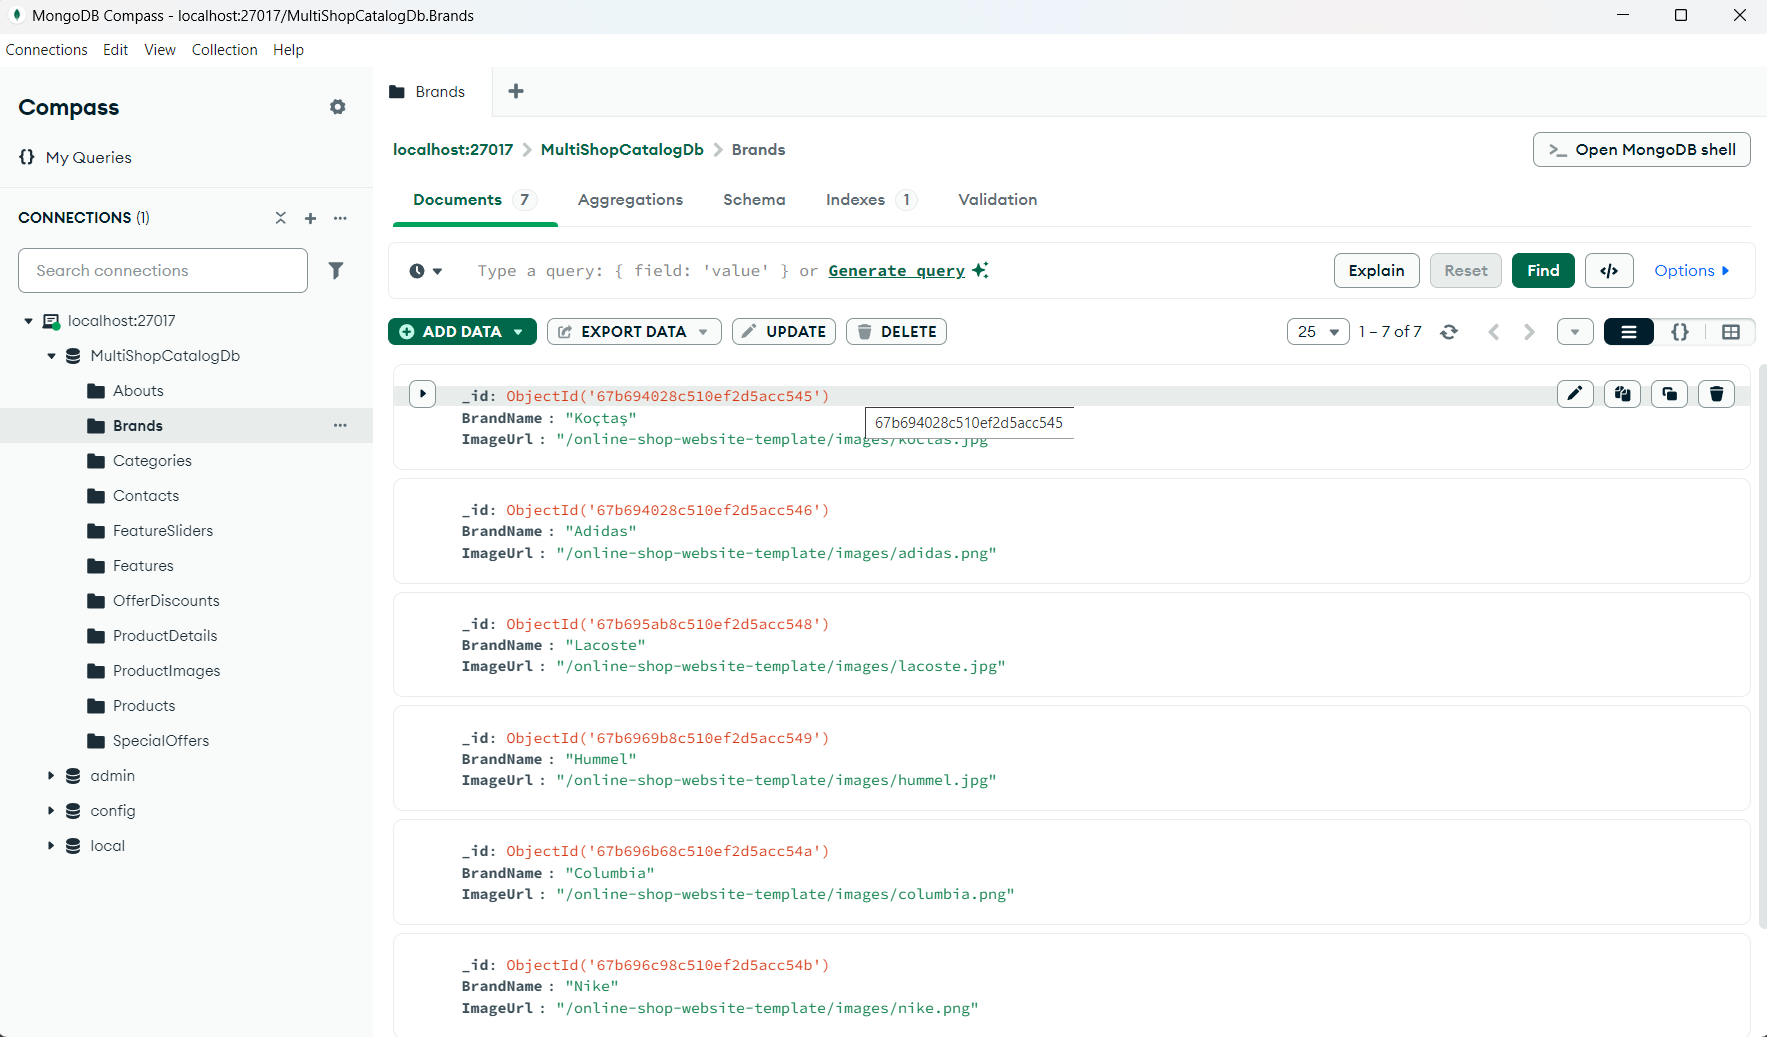 MongoDB Compass - localhost:27017/MultiShopCatalogDb.Brands
Connections Edit View Collection Help
Compass
My Queries
CONNECTIONS (1)
Search connections
localhost:27017
MultiShopCatalogDb
Abouts
Brands
Categories
Contacts
FeatureSliders
Features
OfferDiscounts
ProductDetails
ProductImages
Products
SpecialOffers
admin
config
local
Brands
localhost:27017 > MultiShopCatalogDb > Brands
>_ Open MongoDB shell
Documents 7 Aggregations Schema Indexes 1 Validation
Type a query: { field: 'value' } or Generate query
Explain Reset Find </> Options
ADD DATA EXPORT DATA UPDATE DELETE
25 1 – 7 of 7 {}
_id: ObjectId('67b694028c510ef2d5acc545')
BrandName : "Koçtaş"
67b694028c510ef2d5acc545
ImageUrl : "/online-shop-website-template/images/koctas.jpg"
_id: ObjectId('67b694028c510ef2d5acc546')
BrandName : "Adidas"
ImageUrl : "/online-shop-website-template/images/adidas.png"
_id: ObjectId('67b695ab8c510ef2d5acc548')
BrandName : "Lacoste"
ImageUrl : "/online-shop-website-template/images/lacoste.jpg"
_id: ObjectId('67b6969b8c510ef2d5acc549')
BrandName : "Hummel"
ImageUrl : "/online-shop-website-template/images/hummel.jpg"
_id: ObjectId('67b696b68c510ef2d5acc54a')
BrandName : "Columbia"
ImageUrl : "/online-shop-website-template/images/columbia.png"
_id: ObjectId('67b696c98c510ef2d5acc54b')
BrandName : "Nike"
ImageUrl : "/online-shop-website-template/images/nike.png"